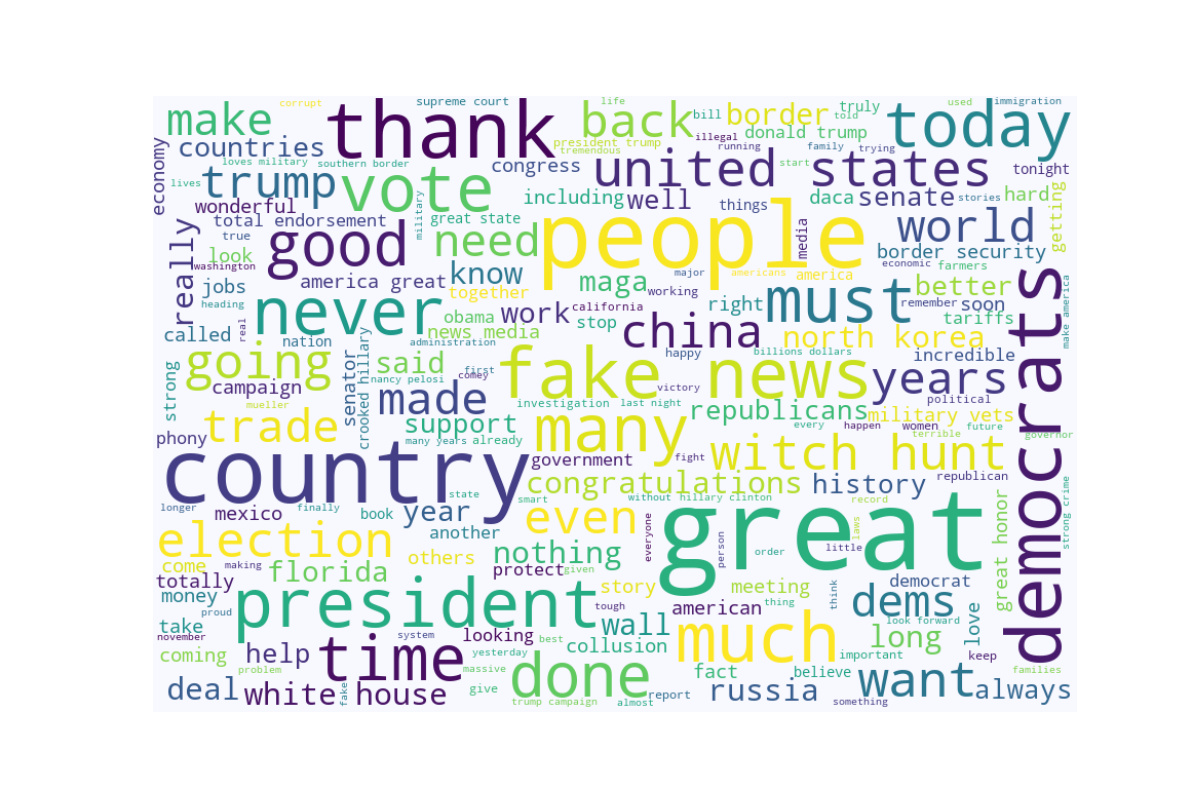 corrupt
supreme court
life
used
immigration
make
thank
back
bill
border
truly
told
today
countries
president trump
illegal
donald trump
economy
loves military
southern border
congress
tremendous
running
family
trying
united states
start
tonight
lives
trump
vote
including
well
things
daca
senate
stories
hard
getting
wonderful
military
total endorsement
great state
people
media
world
really
true
good
need
border security
look
washington
know
major
americans
america
economic
farmers
jobs
america great
together
maga
working
right
must
better
democrats
make america
heading
never
obama
work
california
remember
soon
tariffs
real
called
nation
news media
stop
china
north korea
administration
happy
billions dollars
incredible
strong
going
senator
crooked hillary
said
first
fake news
years
campaign
nancy pelosi
comey
victory
political
mueller
made
investigation
last night
republicans
military vets
trade
support
many
every
happen
women
future
phony
many years
already
terrible
governor
country
government
fight
witch hunt
congratulations
history
republican
state
smart
without hillary clinton
record
longer
mexico
finally
book
year
even
great
laws
great honor
strong crime
election
another
everyone
person
order
little
come
making
others
nothing
totally
florida
protect
given
story
meeting
democrat
money
president
tough
american
thing
think
dems
proud
take
wall
look forward
love
november
system
looking
best
collusion
much
long
coming
help
time
yesterday
important
keep
problem
massive
done
fact
believe
want
families
deal
white house
fake
give
trump campaign
almost
report
russia
something
always